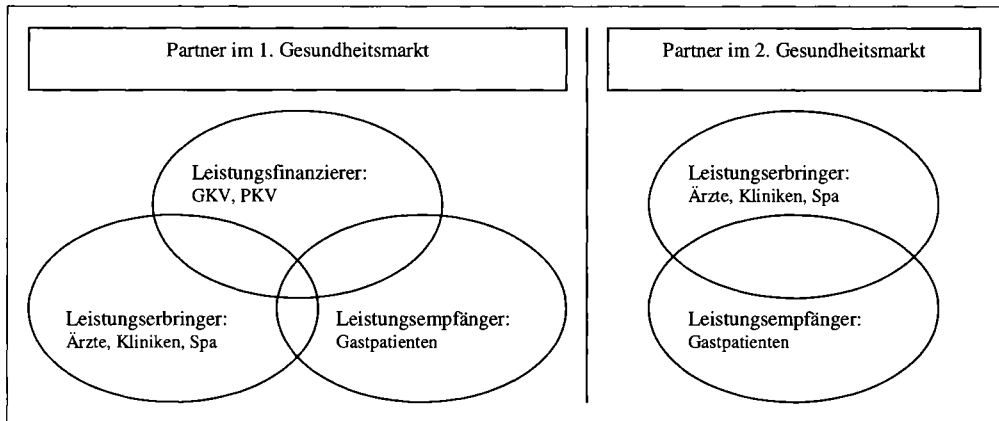 Partner im 1. Gesundheitsmarkt
Leistungsfinanzierer:
GKV, PKV
Leistungserbringer:
Ärzte, Kliniken, Spa
Leistungsempfänger:
Gastpatienten
Partner im 2. Gesundheitsmarkt
Leistungserbringer:
Ärzte, Kliniken, Spa
Leistungsempfänger:
Gastpatienten